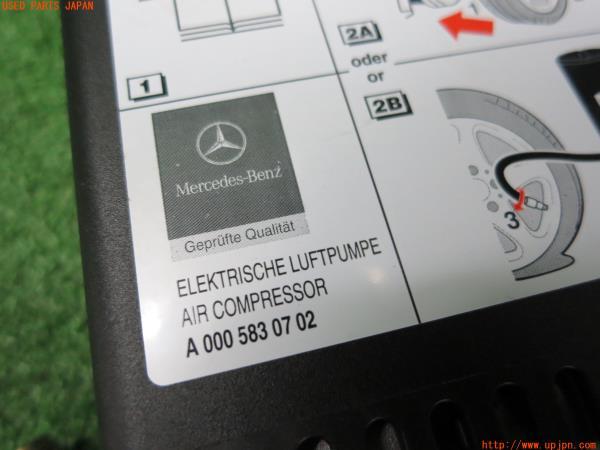 USED PARTS JAPAN
1
2A
oder
or
2B
3
Mercedes-Benz
Geprüfte Qualität
ELEKTRISCHE LUFTPUMPE
AIR COMPRESSOR
A 000 583 07 02
http://www.upjpn.com/